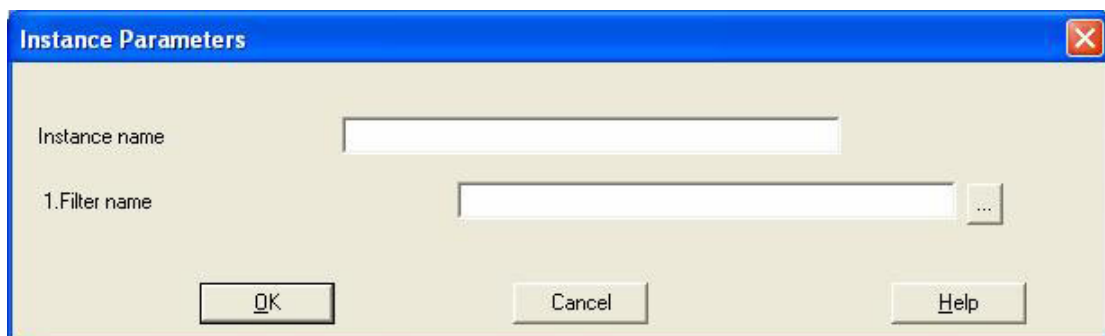 Instance Parameters
Instance name
1.Filter name
...
OK Cancel Help